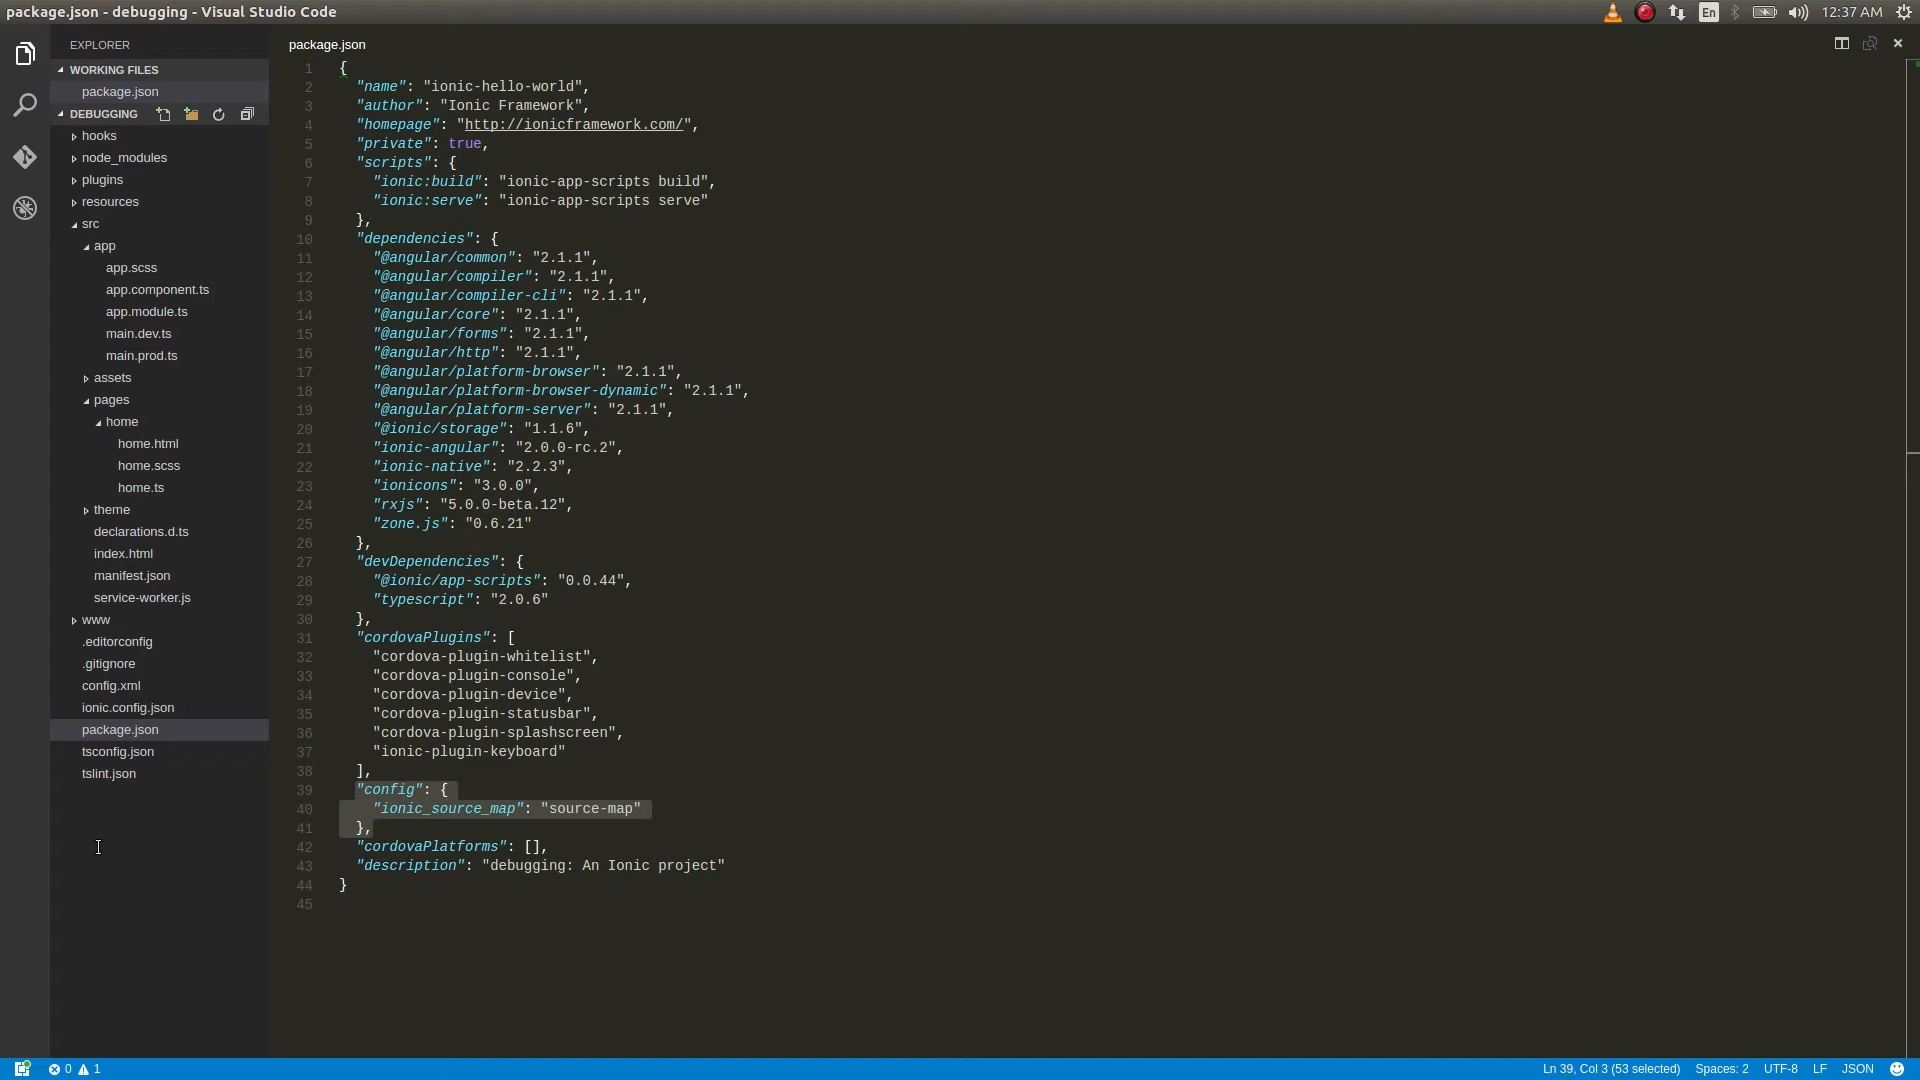 package.json - debugging - Visual Studio Code
En
12:37 AM
EXPLORER
WORKING FILES
package.json
DEBUGGING
hooks
node_modules
plugins
resources
src
app
app.scss
app.component.ts
app.module.ts
main.dev.ts
main.prod.ts
assets
pages
home
home.html
home.scss
home.ts
theme
declarations.d.ts
index.html
manifest.json
service-worker.js
www
.editorconfig
.gitignore
config.xml
ionic.config.json
package.json
tsconfig.json
tslint.json
package.json
1 {
2 "name": "ionic-hello-world",
3 "author": "Ionic Framework",
4 "homepage": "http://ionicframework.com/",
5 "private": true,
6 "scripts": {
7 "ionic:build": "ionic-app-scripts build",
8 "ionic:serve": "ionic-app-scripts serve"
9 },
10 "dependencies": {
11 "@angular/common": "2.1.1",
12 "@angular/compiler": "2.1.1",
13 "@angular/compiler-cli": "2.1.1",
14 "@angular/core": "2.1.1",
15 "@angular/forms": "2.1.1",
16 "@angular/http": "2.1.1",
17 "@angular/platform-browser": "2.1.1",
18 "@angular/platform-browser-dynamic": "2.1.1",
19 "@angular/platform-server": "2.1.1",
20 "@ionic/storage": "1.1.6",
21 "ionic-angular": "2.0.0-rc.2",
22 "ionic-native": "2.2.3",
23 "ionicons": "3.0.0",
24 "rxjs": "5.0.0-beta.12",
25 "zone.js": "0.6.21"
26 },
27 "devDependencies": {
28 "@ionic/app-scripts": "0.0.44",
29 "typescript": "2.0.6"
30 },
31 "cordovaPlugins": [
32 "cordova-plugin-whitelist",
33 "cordova-plugin-console",
34 "cordova-plugin-device",
35 "cordova-plugin-statusbar",
36 "cordova-plugin-splashscreen",
37 "ionic-plugin-keyboard"
38 ],
39 "config": {
40 "ionic_source_map": "source-map"
41 },
42 "cordovaPlatforms": [],
43 "description": "debugging: An Ionic project"
44 }
45
0 1
Ln 39, Col 3 (53 selected) Spaces: 2 UTF-8 LF JSON